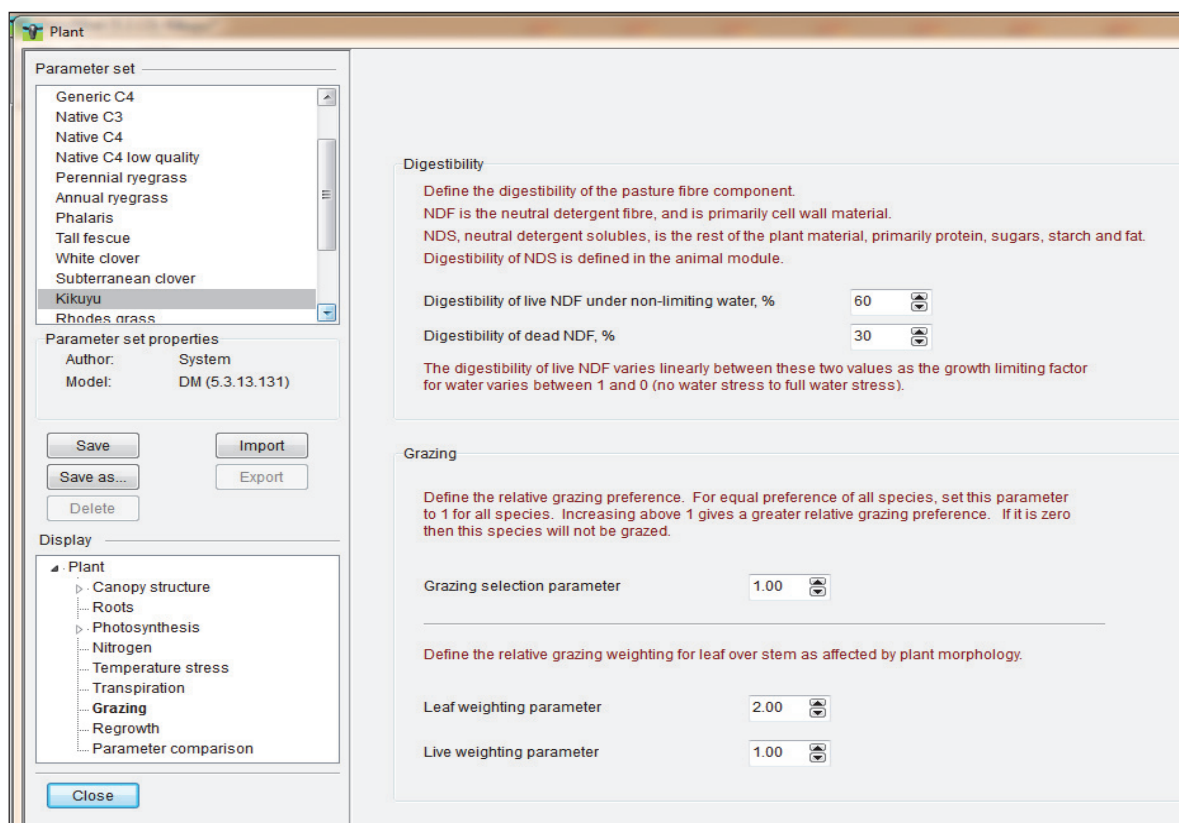 Plant
Parameter set
Generic C4
Native C3
Native C4
Native C4 low quality
Perennial ryegrass
Annual ryegrass
Phalaris
Tall fescue
White clover
Subterranean clover
Kikuyu
Rhodes grass
Parameter set properties
Author: System
Model: DM (5.3.13.131)
Save Import
Save as... Export
Delete
Display
Plant
Canopy structure
Roots
Photosynthesis
Nitrogen
Temperature stress
Transpiration
Grazing
Regrowth
Parameter comparison
Close
Digestibility
Define the digestibility of the pasture fibre component.
NDF is the neutral detergent fibre, and is primarily cell wall material.
NDS, neutral detergent solubles, is the rest of the plant material, primarily protein, sugars, starch and fat.
Digestibility of NDS is defined in the animal module.
Digestibility of live NDF under non-limiting water, % 60
Digestibility of dead NDF, % 30
The digestibility of live NDF varies linearly between these two values as the growth limiting factor
for water varies between 1 and 0 (no water stress to full water stress).
Grazing
Define the relative grazing preference. For equal preference of all species, set this parameter
to 1 for all species. Increasing above 1 gives a greater relative grazing preference. If it is zero
then this species will not be grazed.
Grazing selection parameter 1.00
Define the relative grazing weighting for leaf over stem as affected by plant morphology.
Leaf weighting parameter 2.00
Live weighting parameter 1.00